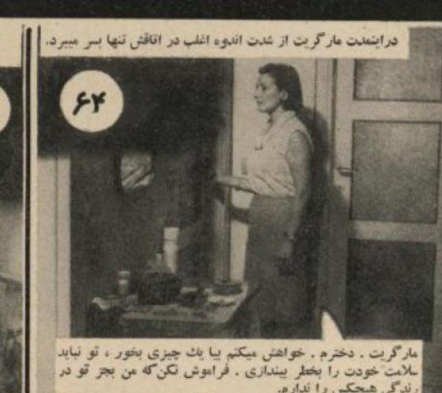 دراینمدت مارگریت از شدت اندوه اغلب در اتاقش تنها بسر میبرد.
۶۴
مارگریت . دخترم . خواهش میکنم بیا یك چیزی بخور ، تو نباید
سلامت خودت را بخطر بیندازی . فراموش نکن که من بجز تو در
زندگی هیچکس را ندارم.